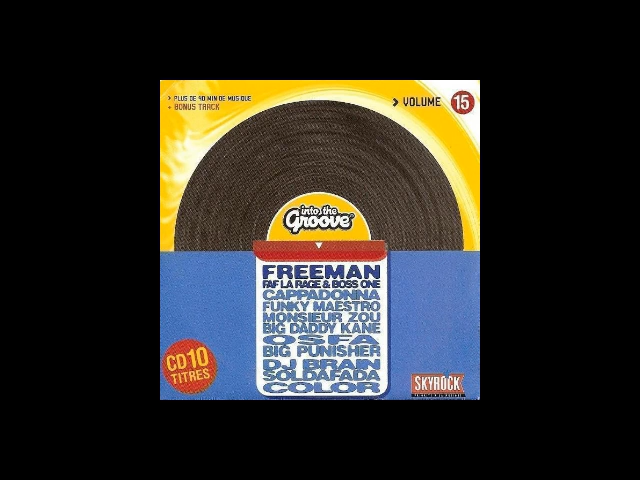 > PLUS DE 40 MIN DE MUSIQUE
+ BONUS TRACK
> VOLUME 15
into the
Groove
FREEMAN
FAF LA RAGE & BOSS ONE
CAPPADONNA
FUNKY MAESTRO
MONSIEUR ZOU
BIG DADDY KANE
OSFA
BIG PUNISHER
DJ BRAN
SOLDAFADA
COLOR
CD 10
TITRES
SKYROCK